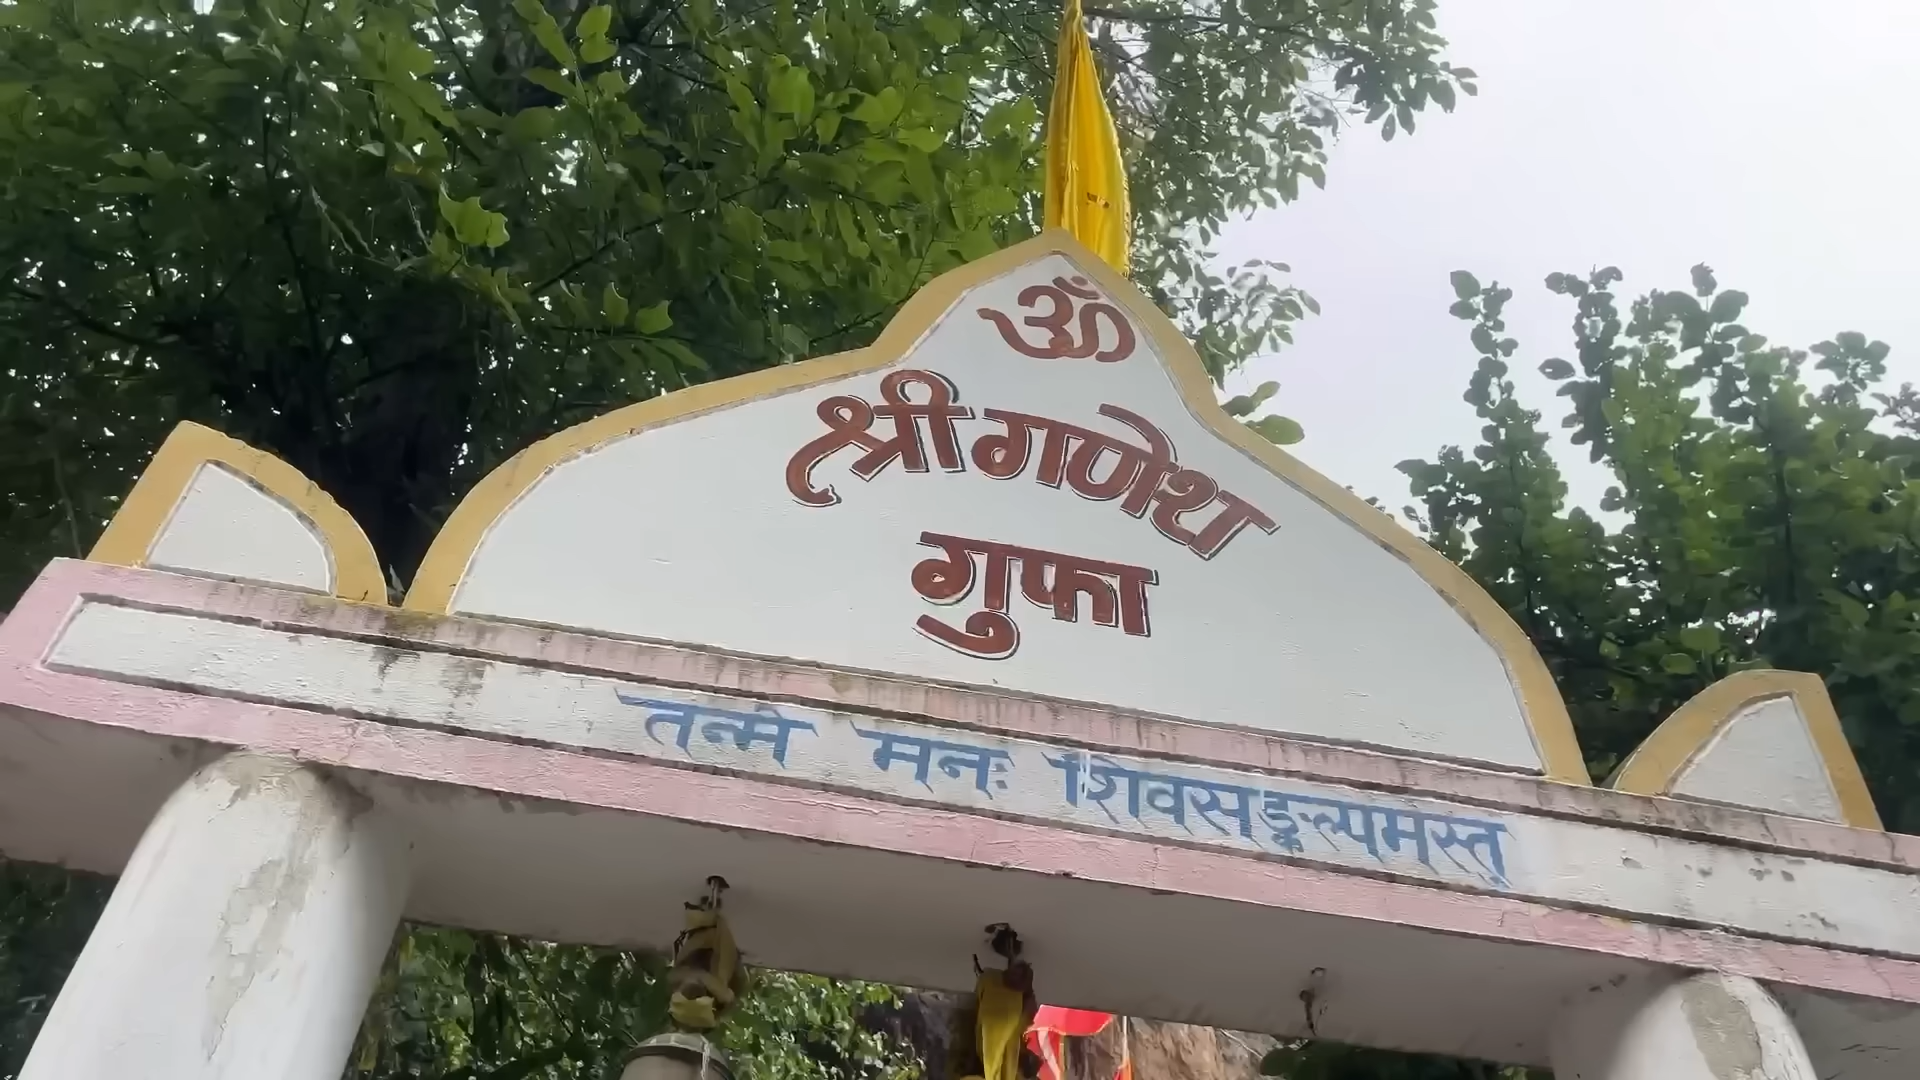 ॐ
श्री गणेश
गुफा
तन्मे मनः शिवसङ्कल्पमस्तु